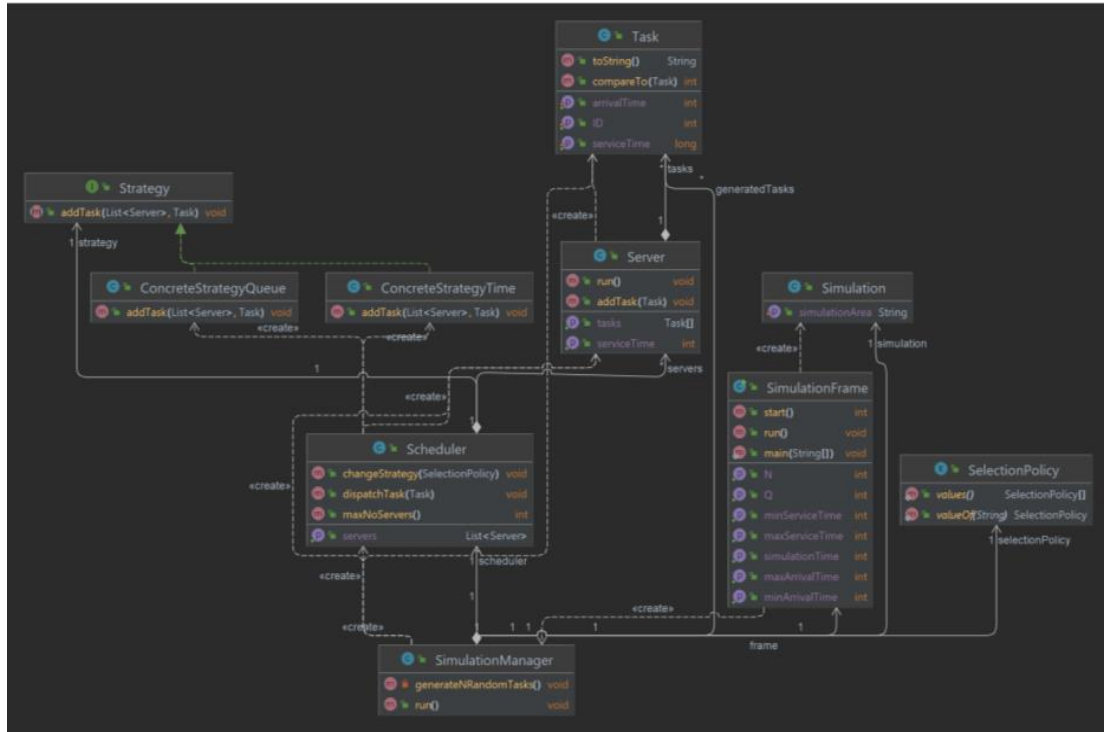 Task
toString() String
compareTo(Task) int
arrivalTime int
ID int
serviceTime long
* tasks
*
generatedTasks
Strategy
addTask(List<Server>, Task) void
1 strategy
«create»
1
Server
run() void
addTask(Task) void
tasks Task[]
serviceTime int
ConcreteStrategyQueue
addTask(List<Server>, Task) void
ConcreteStrategyTime
addTask(List<Server>, Task) void
Simulation
simulationArea String
«create»
«create»
«create»
1 simulation
1
* servers
«create»
SimulationFrame
start() int
run() void
main(String[]) void
N int
Q int
minServiceTime int
maxServiceTime int
simulationTime int
maxArrivalTime int
minArrivalTime int
1
Scheduler
changeStrategy(SelectionPolicy) void
dispatchTask(Task) void
maxNoServers() int
servers List<Server>
«create»
SelectionPolicy
values() SelectionPolicy[]
valueOf(String) SelectionPolicy
1 selectionPolicy
1 scheduler
«create»
1
«create»
«create»
1 1 1 1 1
frame
SimulationManager
generateNRandomTasks() void
run() void